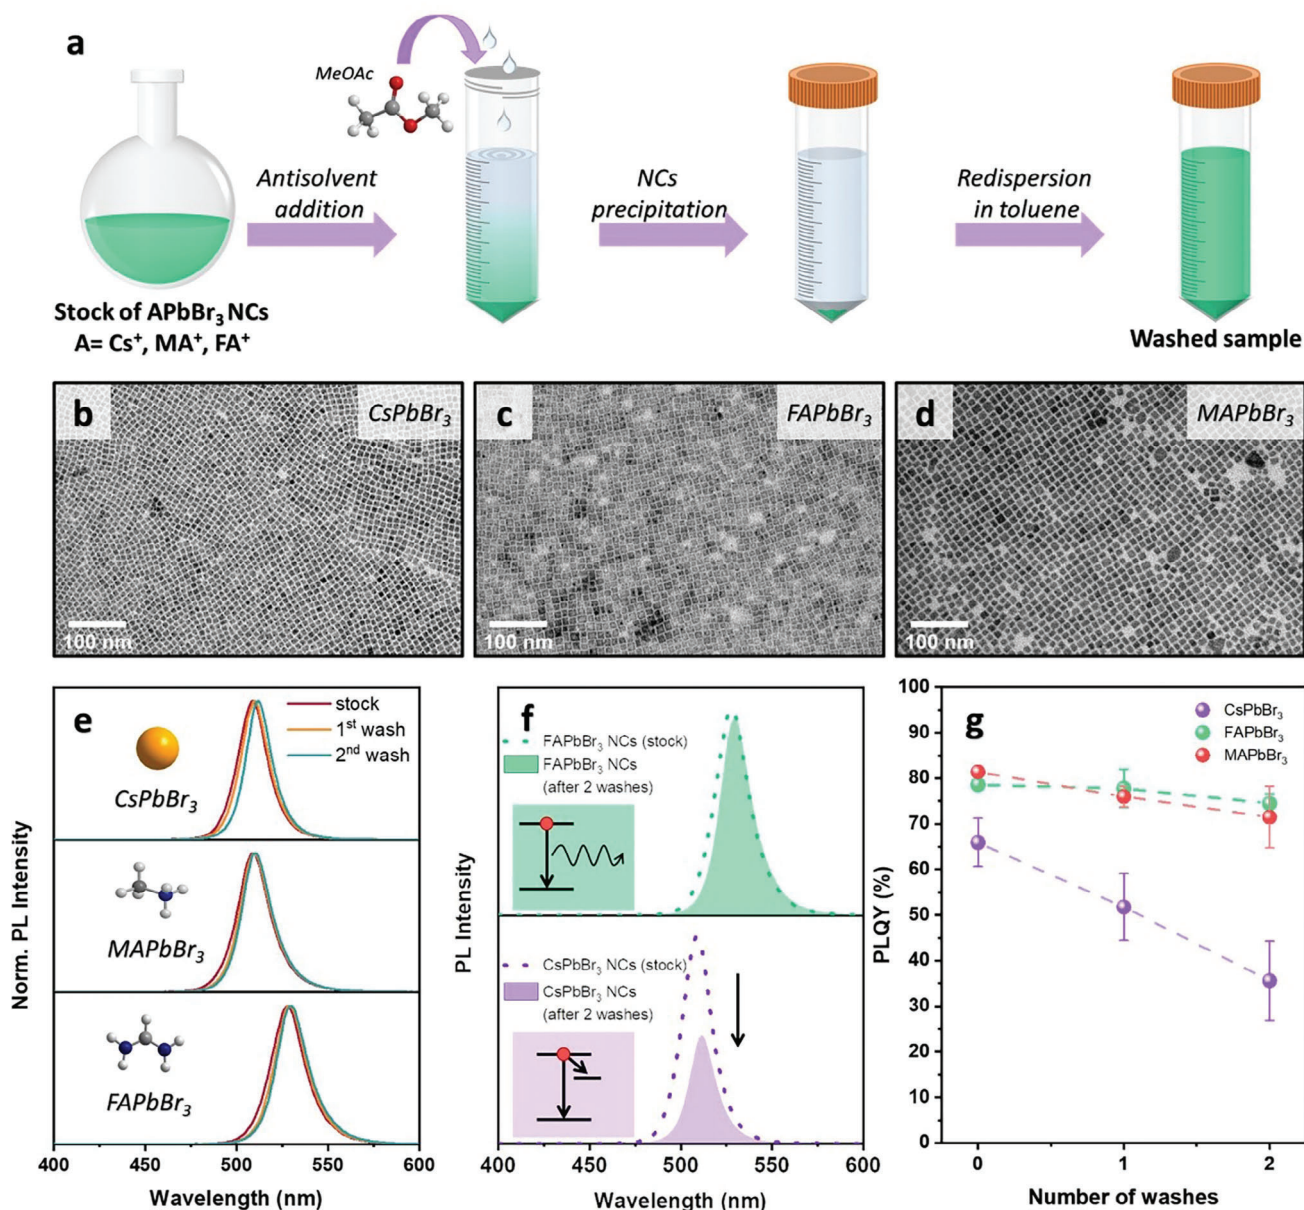 a
MeOAc
Antisolvent
addition
NCs
precipitation
Redispersion
in toluene
Stock of APbBr₃ NCs
A= Cs⁺, MA⁺, FA⁺
Washed sample
b
CsPbBr₃
100 nm
c
FAPbBr₃
100 nm
d
MAPbBr₃
100 nm
e
stock
1ˢᵗ wash
2ⁿᵈ wash
CsPbBr₃
MAPbBr₃
FAPbBr₃
Norm. PL Intensity
400 450 500 550 600
Wavelength (nm)
f
FAPbBr₃ NCs (stock)
FAPbBr₃ NCs
(after 2 washes)
CsPbBr₃ NCs (stock)
CsPbBr₃ NCs
(after 2 washes)
PL Intensity
400 450 500 550 600
Wavelength (nm)
g
CsPbBr₃
FAPbBr₃
MAPbBr₃
PLQY (%)
100
90
80
70
60
50
40
30
20
10
0
0 1 2
Number of washes